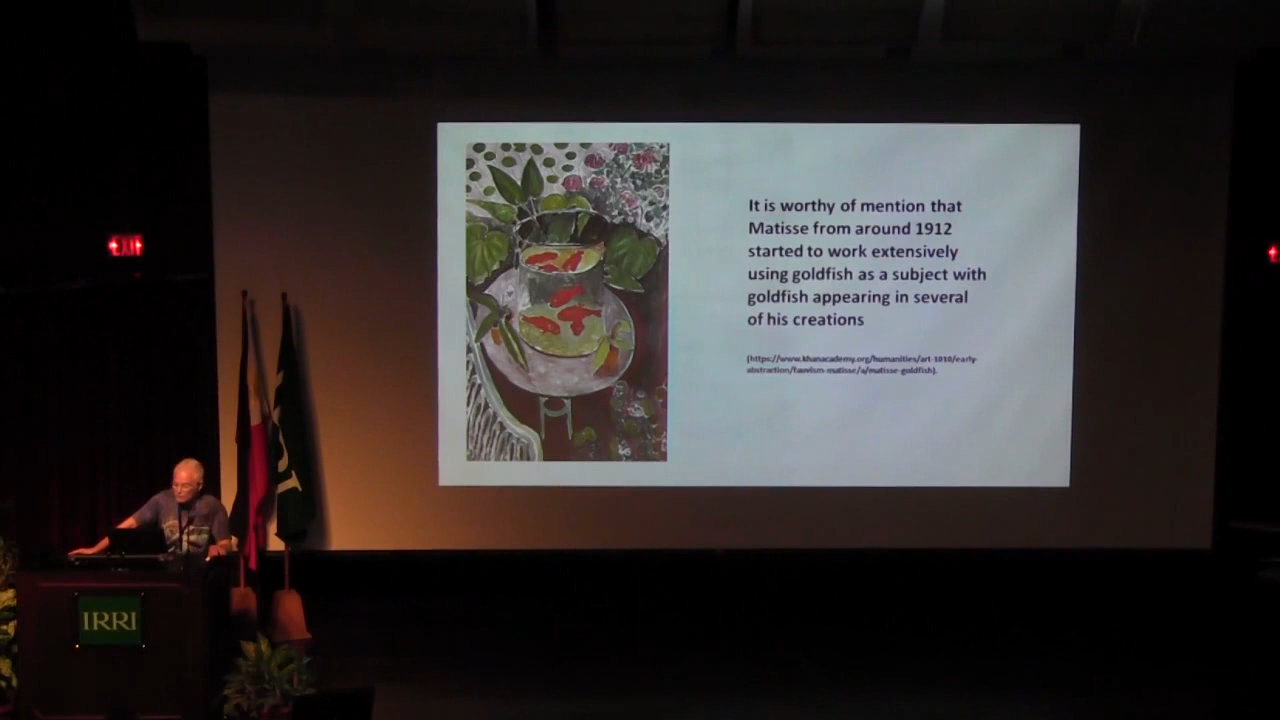 EXIT
It is worthy of mention that
Matisse from around 1912
started to work extensively
using goldfish as a subject with
goldfish appearing in several
of his creations
(https://www.khanacademy.org/humanities/art-1010/early-
abstraction/fauvism-matisse/a/matisse-goldfish).
IRRI